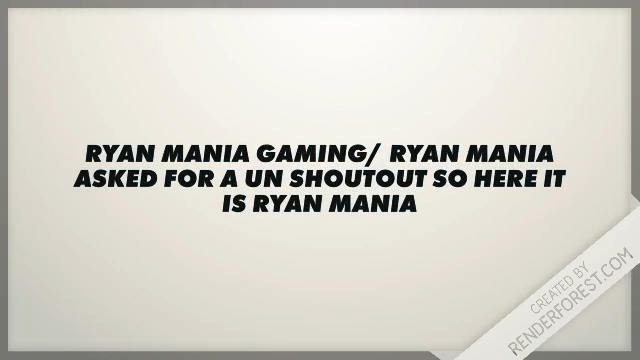 RYAN MANIA GAMING/ RYAN MANIA
ASKED FOR A UN SHOUTOUT SO HERE IT
IS RYAN MANIA
CREATED BY
RENDERFOREST.COM